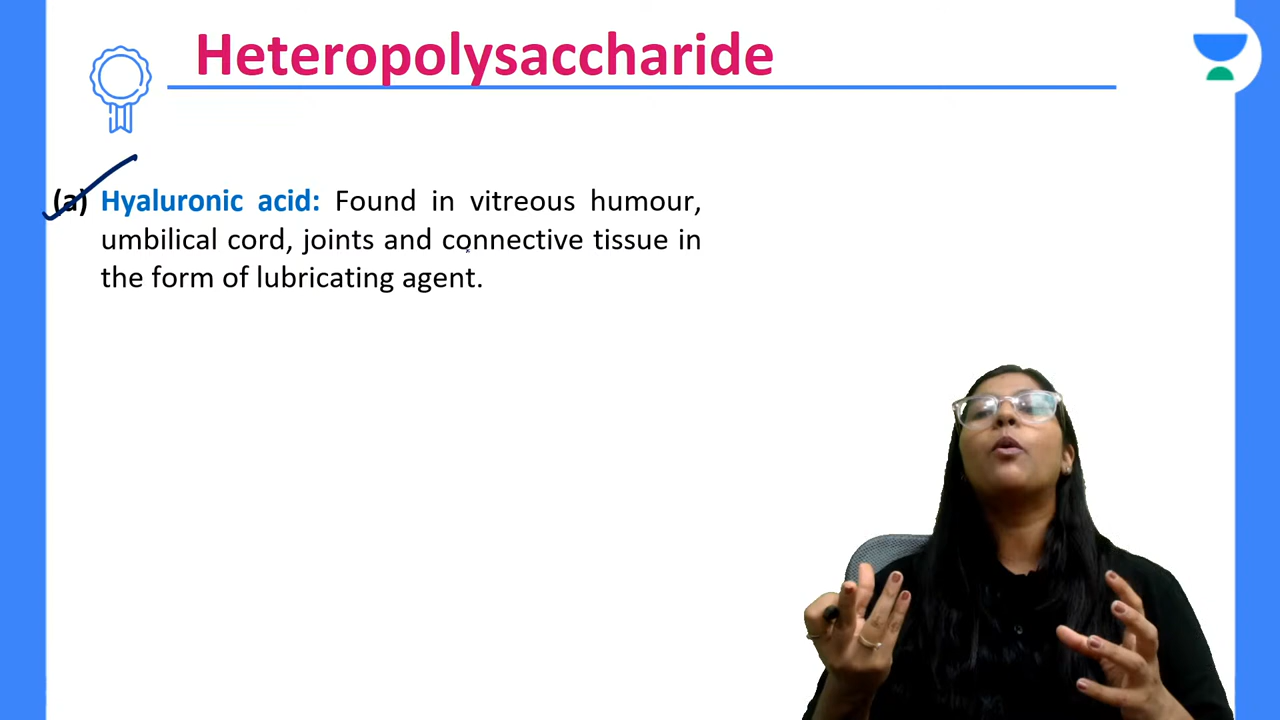 Heteropolysaccharide
(a) Hyaluronic acid: Found in vitreous humour,
umbilical cord, joints and connective tissue in
the form of lubricating agent.